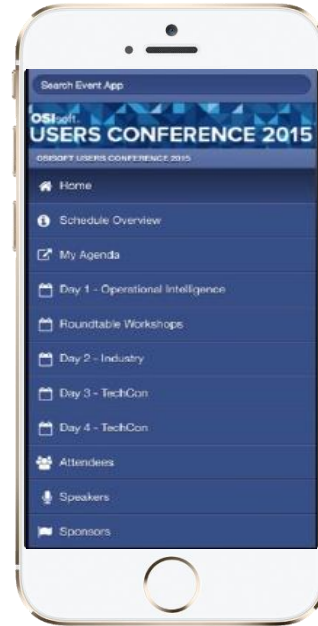 Search Event App
OSIsoft.
USERS CONFERENCE 2015
OSISOFT USERS CONFERENCE 2015
Home
Schedule Overview
My Agenda
Day 1 - Operational Intelligence
Roundtable Workshops
Day 2 - Industry
Day 3 - TechCon
Day 4 - TechCon
Attendees
Speakers
Sponsors